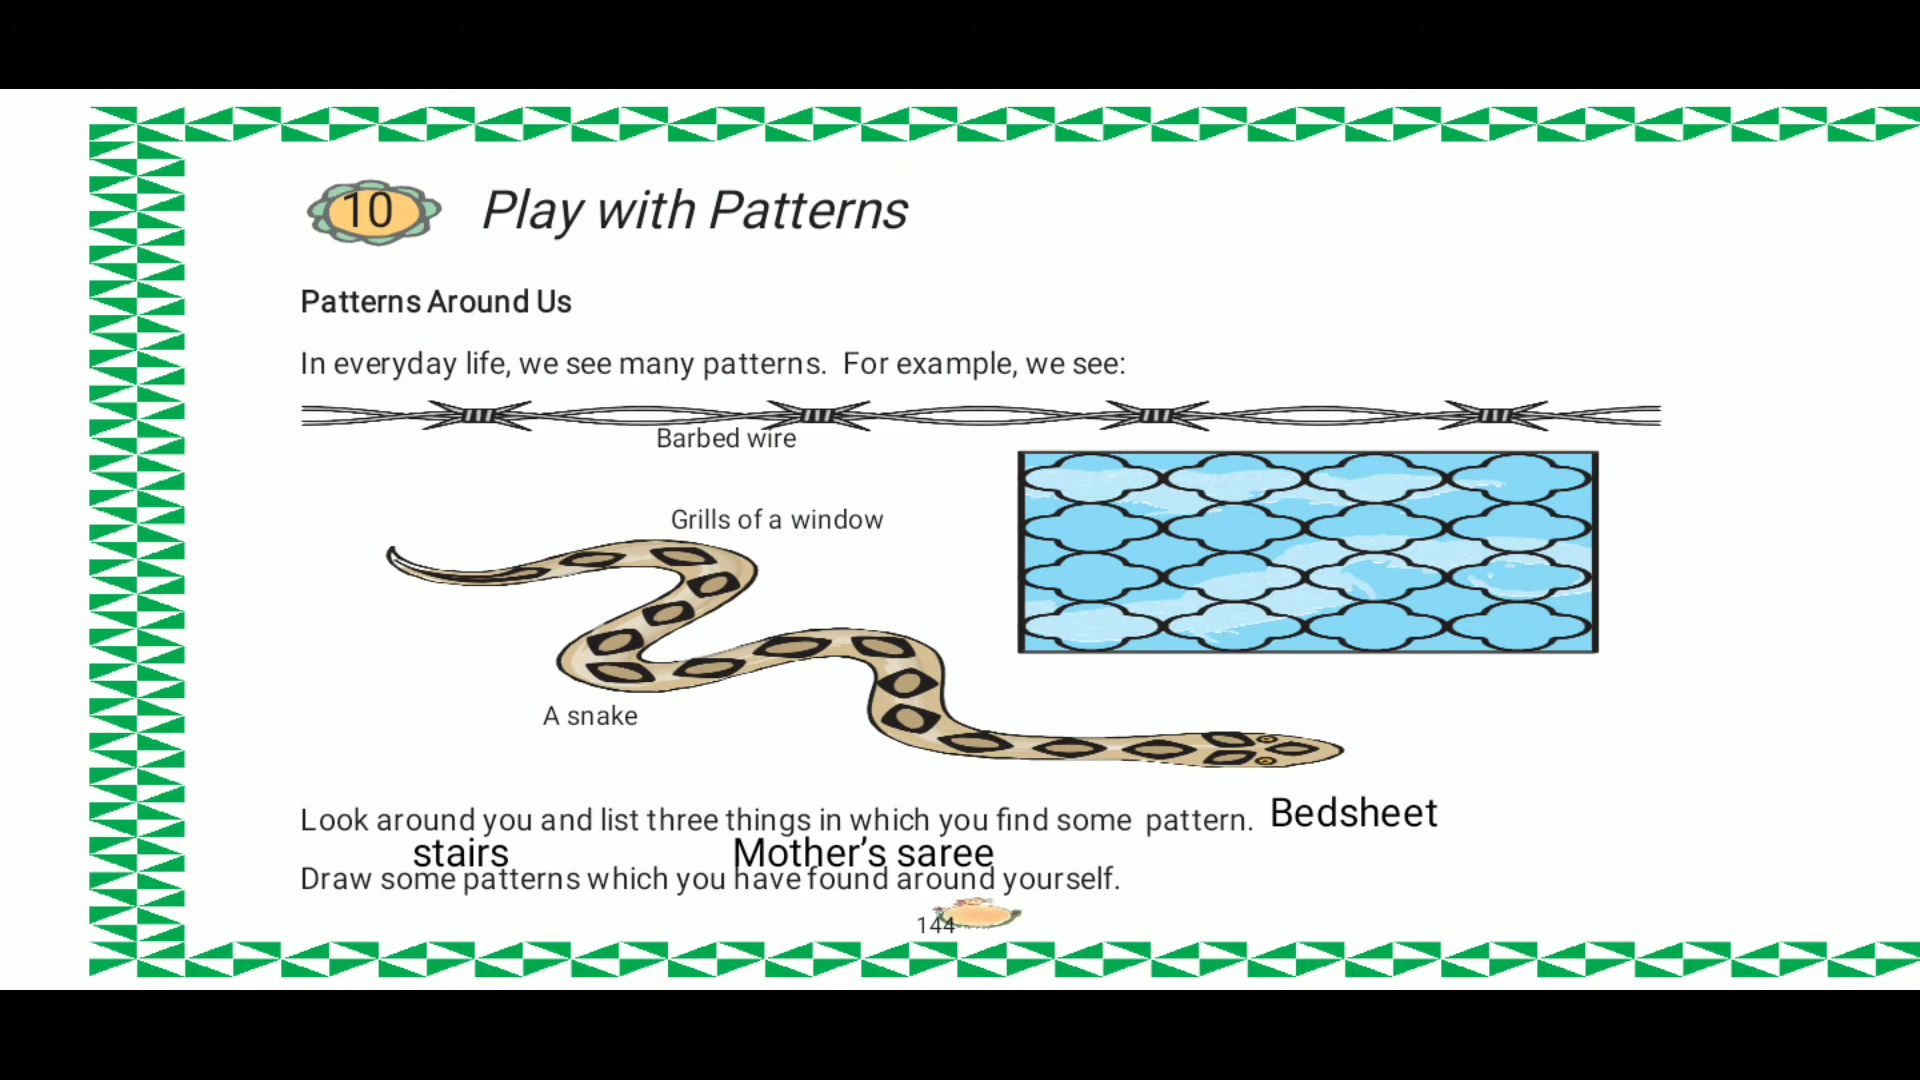 10 Play with Patterns
Patterns Around Us
In everyday life, we see many patterns. For example, we see:
Barbed wire
Grills of a window
A snake
Look around you and list three things in which you find some pattern. Bedsheet
stairs Mother's saree
Draw some patterns which you have found around yourself.
144